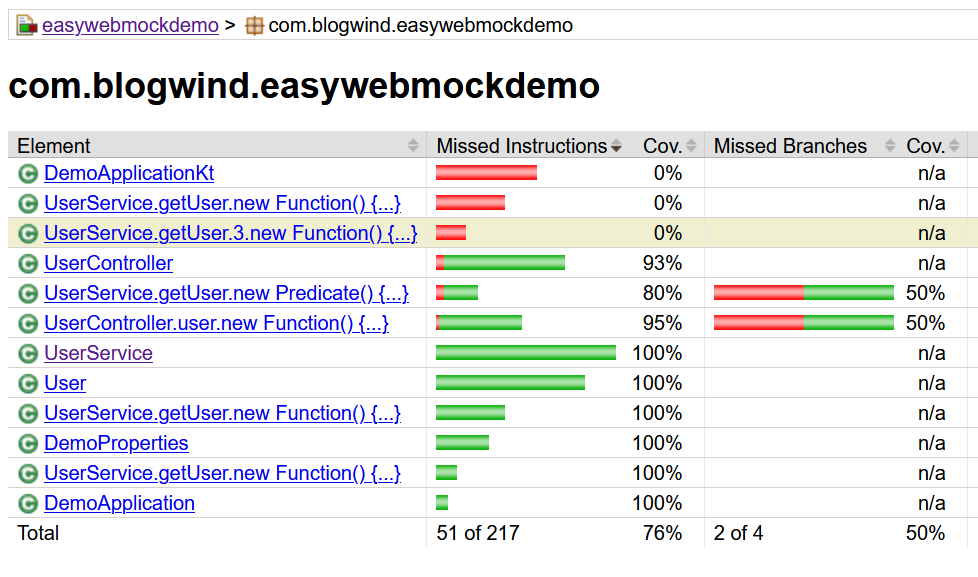 easywebmockdemo > com.blogwind.easywebmockdemo
com.blogwind.easywebmockdemo
Element Missed Instructions Cov. Missed Branches Cov.
C DemoApplicationKt 0% n/a
C UserService.getUser.new Function() {...} 0% n/a
C UserService.getUser.3.new Function() {...} 0% n/a
C UserController 93% n/a
C UserService.getUser.new Predicate() {...} 80% 50%
C UserController.user.new Function() {...} 95% 50%
C UserService 100% n/a
C User 100% n/a
C UserService.getUser.new Function() {...} 100% n/a
C DemoProperties 100% n/a
C UserService.getUser.new Function() {...} 100% n/a
C DemoApplication 100% n/a
Total 51 of 217 76% 2 of 4 50%